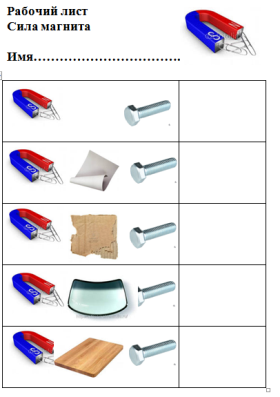 Рабочий лист
Сила магнита
Имя……………………………….